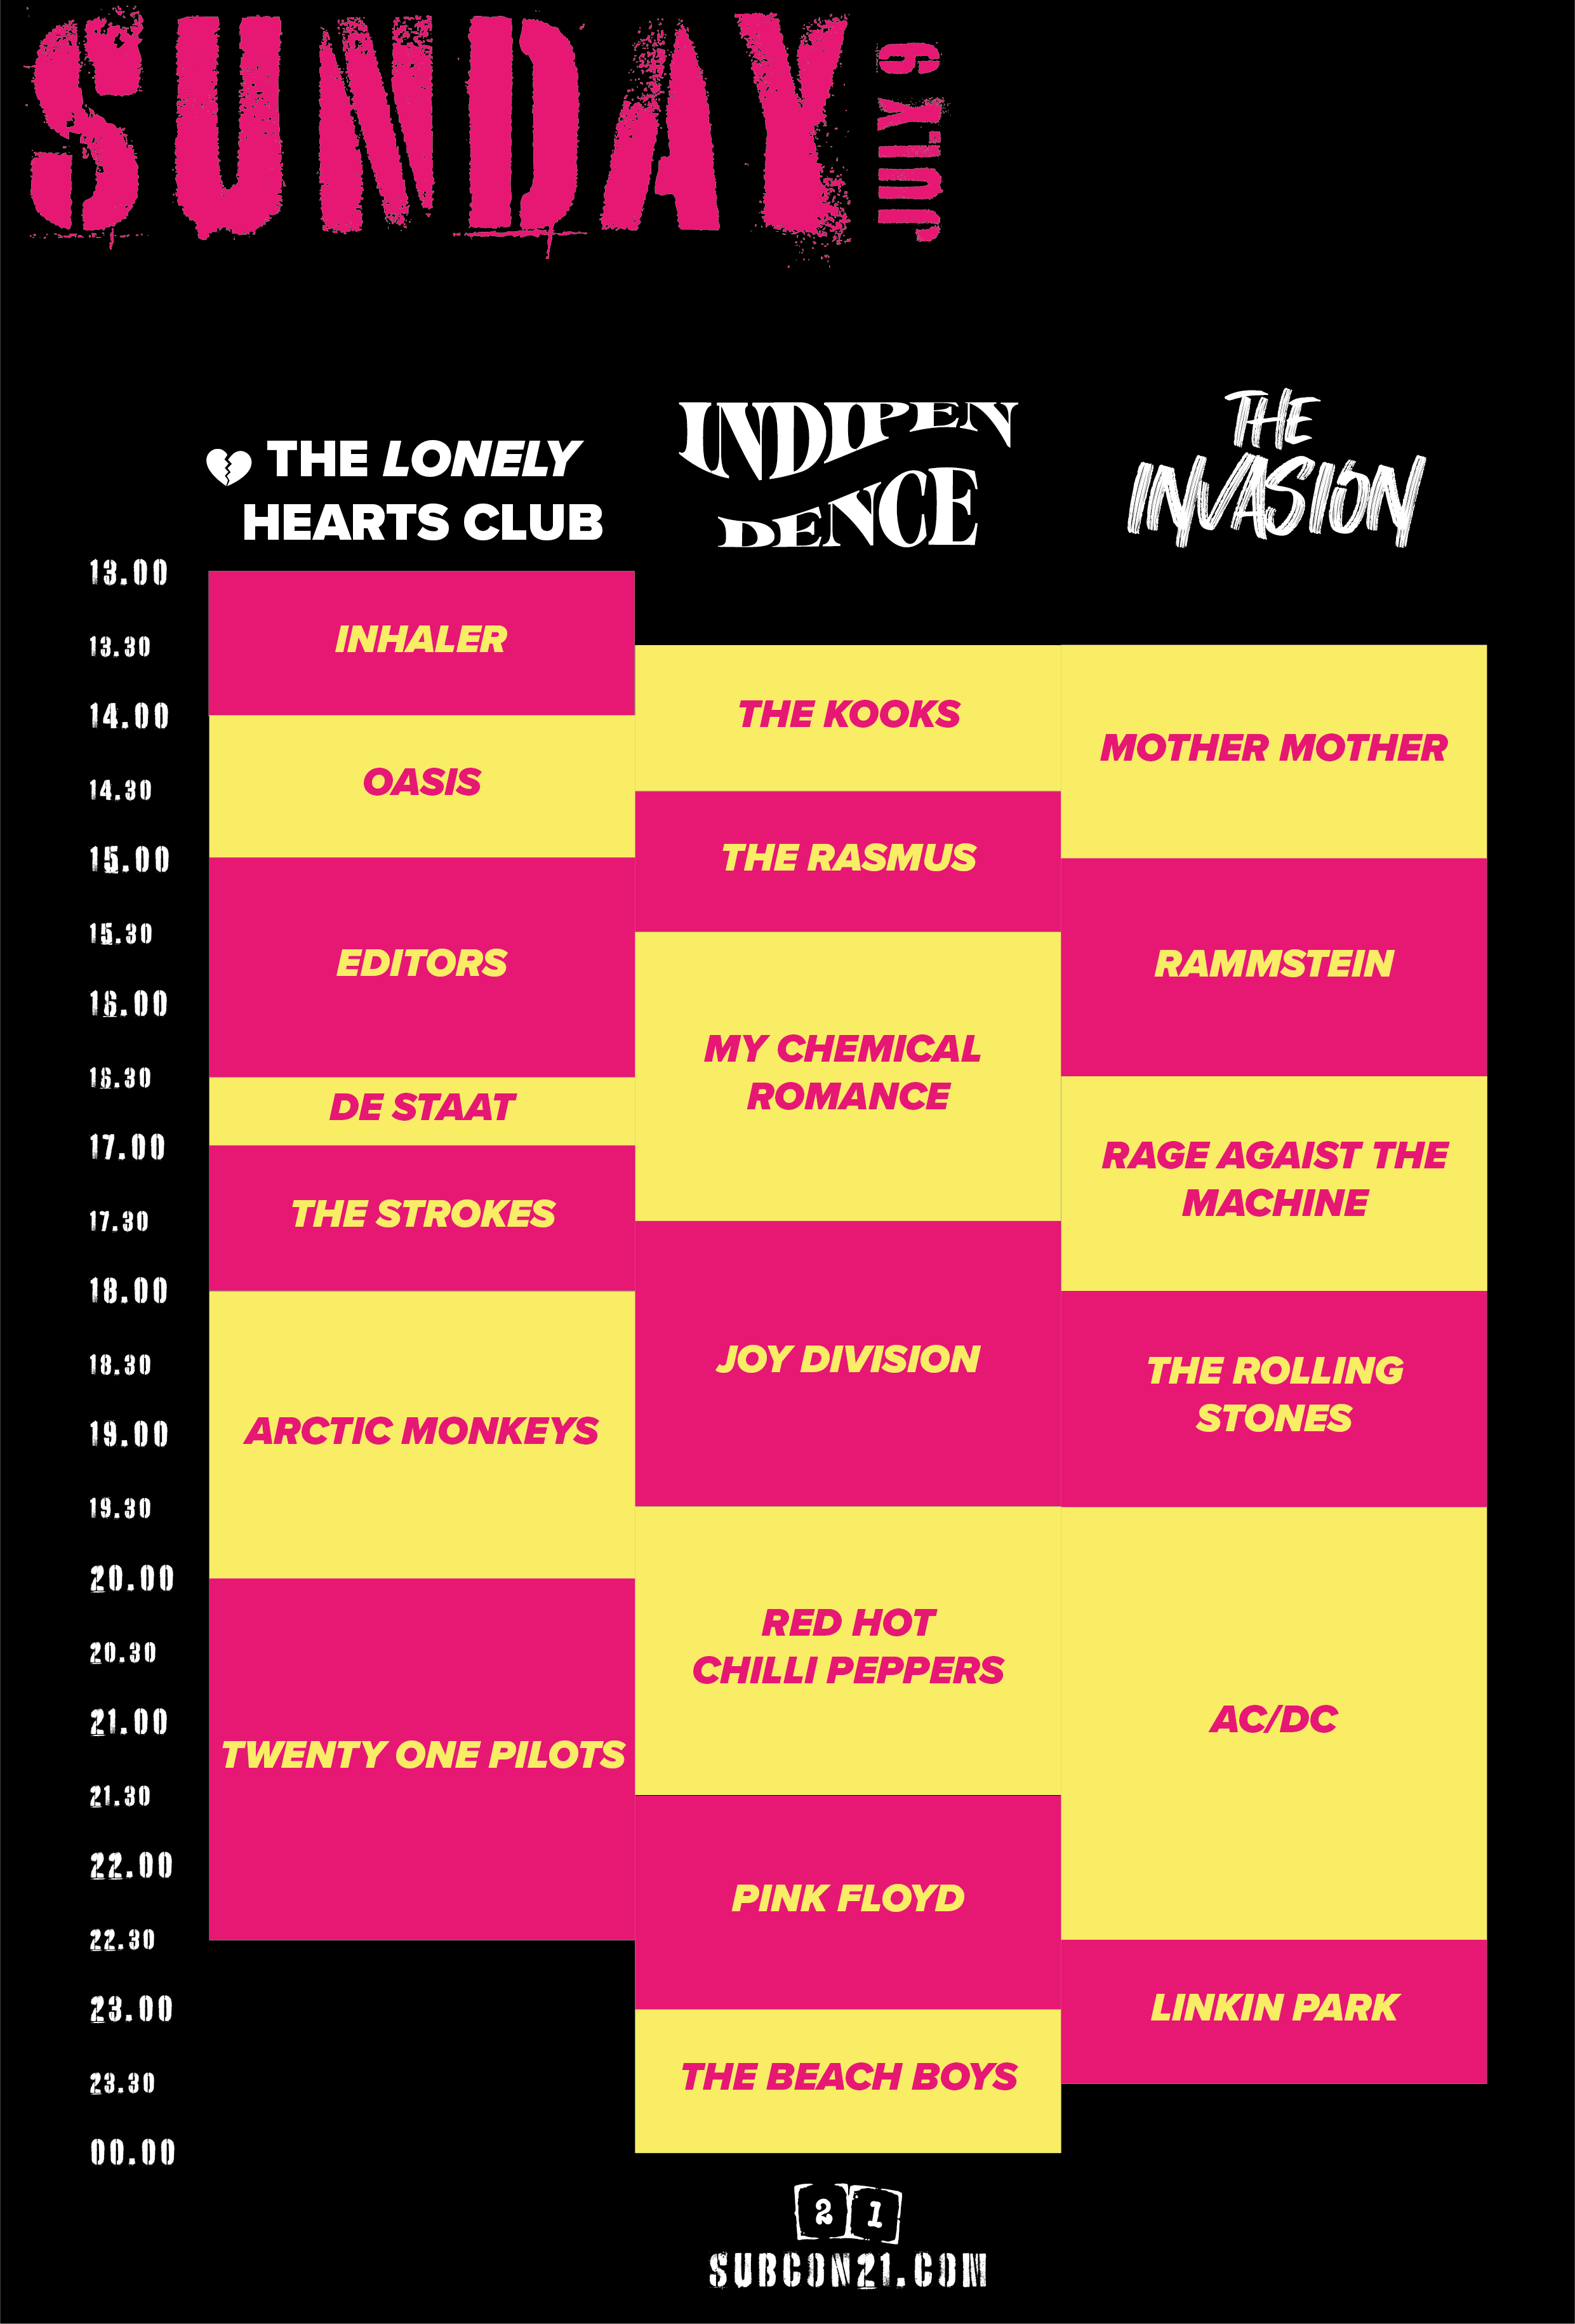 SUNDAY
JULY 9
THE LONELY
HEARTS CLUB
INDIPEN
DENCE
THE
INVASION
13.00
13.30
14.00
14.30
15.00
15.30
16.00
16.30
17.00
17.30
18.00
18.30
19.00
19.30
20.00
20.30
21.00
21.30
22.00
22.30
23.00
23.30
00.00
INHALER
OASIS
EDITORS
DE STAAT
THE STROKES
ARCTIC MONKEYS
TWENTY ONE PILOTS
THE KOOKS
THE RASMUS
MY CHEMICAL
ROMANCE
JOY DIVISION
RED HOT
CHILLI PEPPERS
PINK FLOYD
THE BEACH BOYS
MOTHER MOTHER
RAMMSTEIN
RAGE AGAIST THE
MACHINE
THE ROLLING
STONES
AC/DC
LINKIN PARK
21
SUBCON21.COM